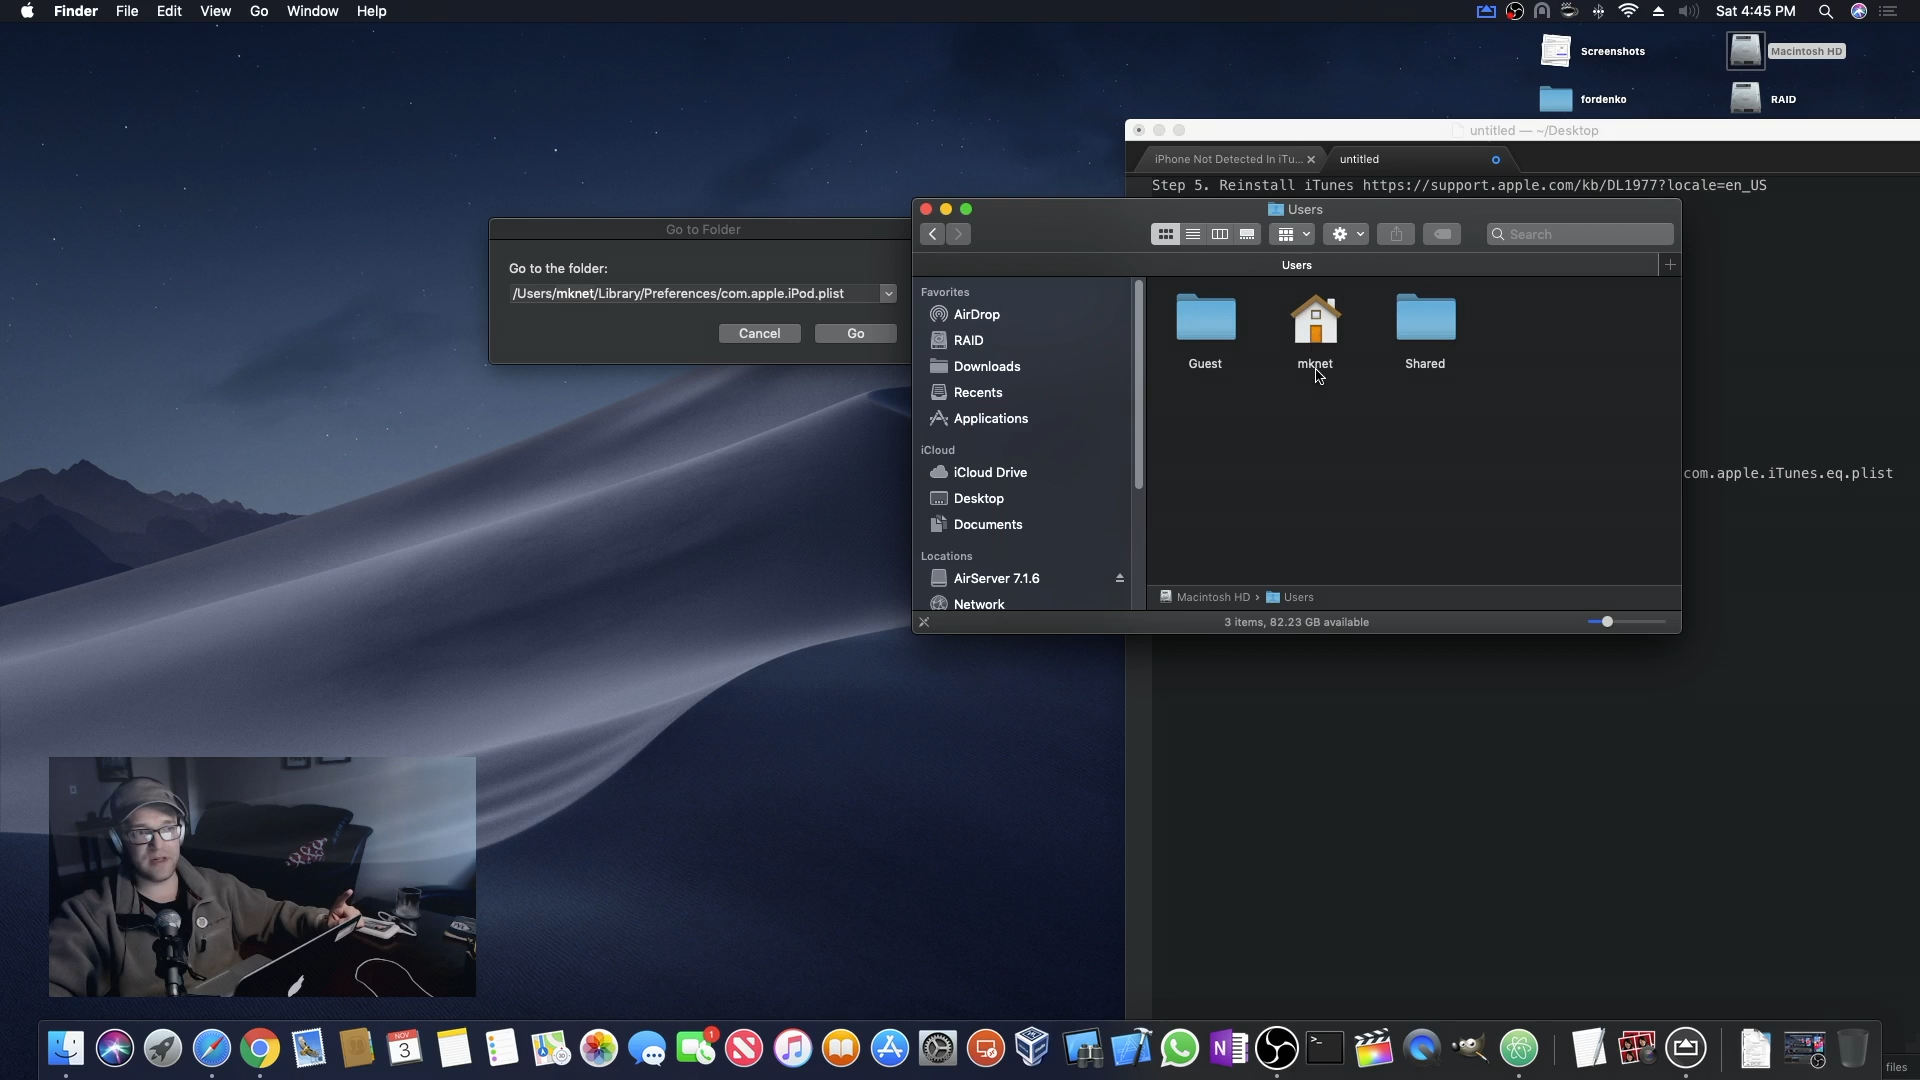 Finder File Edit View Go Window Help
Sat 4:45 PM
Screenshots
Macintosh HD
fordenko
RAID
untitled — ~/Desktop
iPhone Not Detected In iTu...
untitled
Step 5. Reinstall iTunes https://support.apple.com/kb/DL1977?locale=en_US
Go to Folder
Go to the folder:
/Users/mknet/Library/Preferences/com.apple.iPod.plist
Cancel
Go
Users
Search
Users
Favorites
AirDrop
RAID
Downloads
Recents
Applications
iCloud
iCloud Drive
Desktop
Documents
Locations
AirServer 7.1.6
Network
Guest
mknet
Shared
Macintosh HD › Users
3 items, 82.23 GB available
com.apple.iTunes.eq.plist
NOV
3
1
files